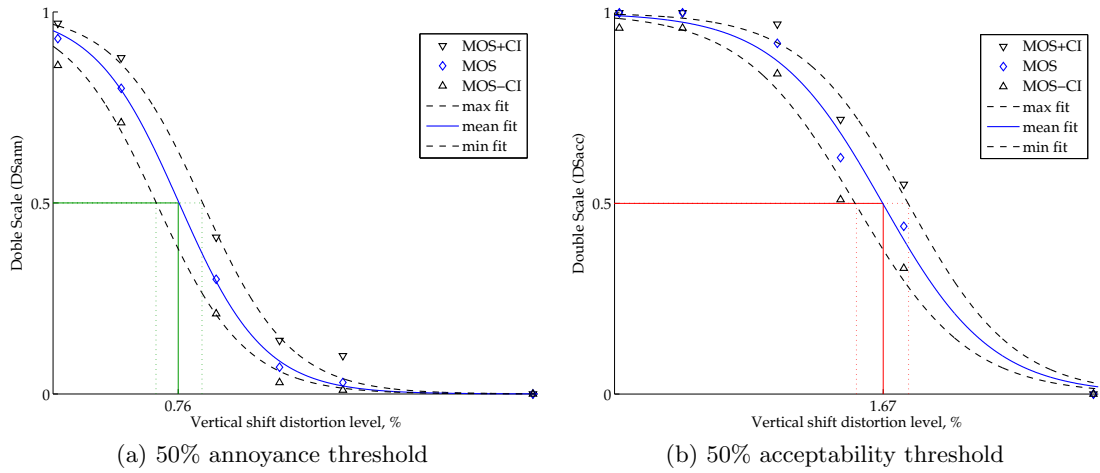 1
0.5
0
Doble Scale (DSann)
MOS+CI
MOS
MOS−CI
max fit
mean fit
min fit
0.76
Vertical shift distortion level, %
(a) 50% annoyance threshold
1
0.5
0
Double Scale (DSacc)
MOS+CI
MOS
MOS−CI
max fit
mean fit
min fit
1.67
Vertical shift distortion level, %
(b) 50% acceptability threshold